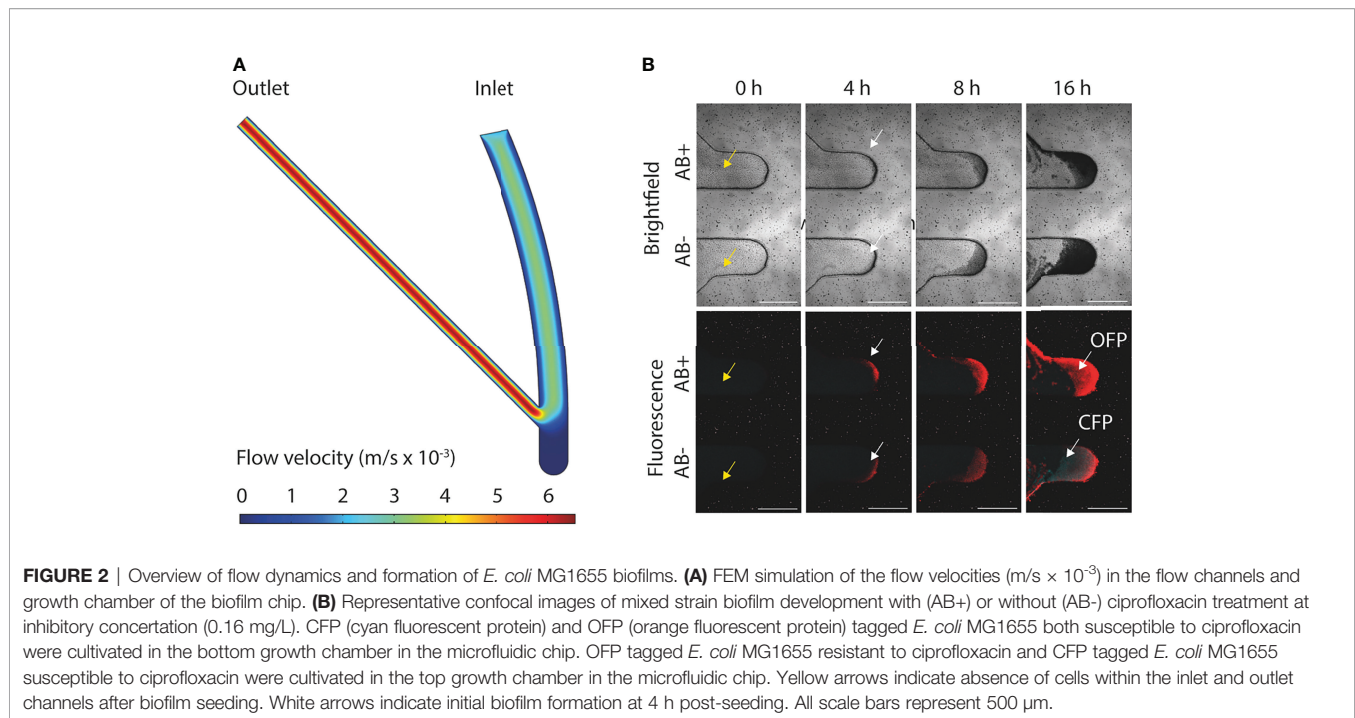 A
Outlet
Inlet
Flow velocity (m/s x 10-3)
0 1 2 3 4 5 6
B
0 h 4 h 8 h 16 h
Brightfield
AB+
AB-
Fluorescence
AB+
AB-
OFP
CFP
FIGURE 2 | Overview of flow dynamics and formation of E. coli MG1655 biofilms. (A) FEM simulation of the flow velocities (m/s × 10-3) in the flow channels and
growth chamber of the biofilm chip. (B) Representative confocal images of mixed strain biofilm development with (AB+) or without (AB-) ciprofloxacin treatment at
inhibitory concertation (0.16 mg/L). CFP (cyan fluorescent protein) and OFP (orange fluorescent protein) tagged E. coli MG1655 both susceptible to ciprofloxacin
were cultivated in the bottom growth chamber in the microfluidic chip. OFP tagged E. coli MG1655 resistant to ciprofloxacin and CFP tagged E. coli MG1655
susceptible to ciprofloxacin were cultivated in the top growth chamber in the microfluidic chip. Yellow arrows indicate absence of cells within the inlet and outlet
channels after biofilm seeding. White arrows indicate initial biofilm formation at 4 h post-seeding. All scale bars represent 500 µm.